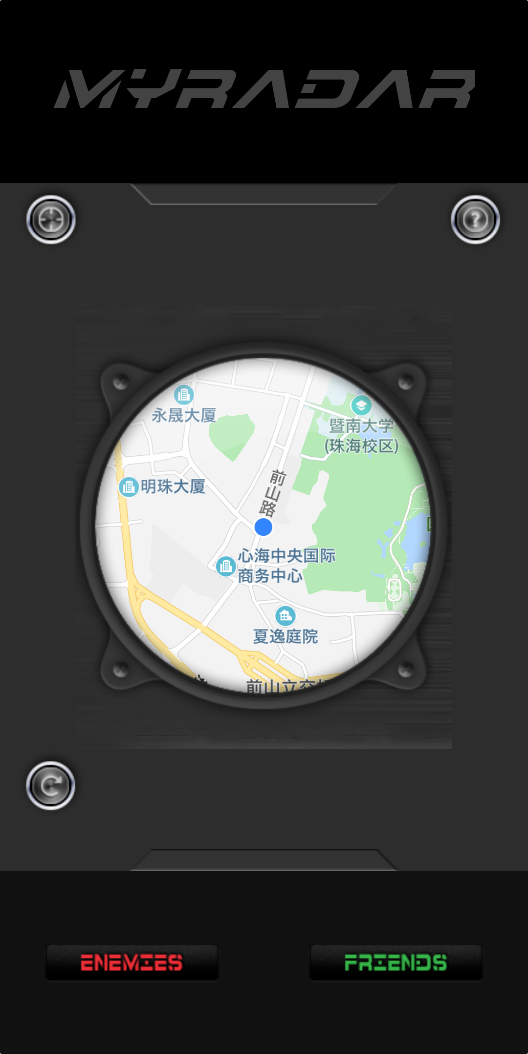 MYRADAR
?
永晟大厦
暨南大学
(珠海校区)
明珠大厦
前山路
心海中央国际
商务中心
夏逸庭院
前山立交
ENEMIES
FRIENDS